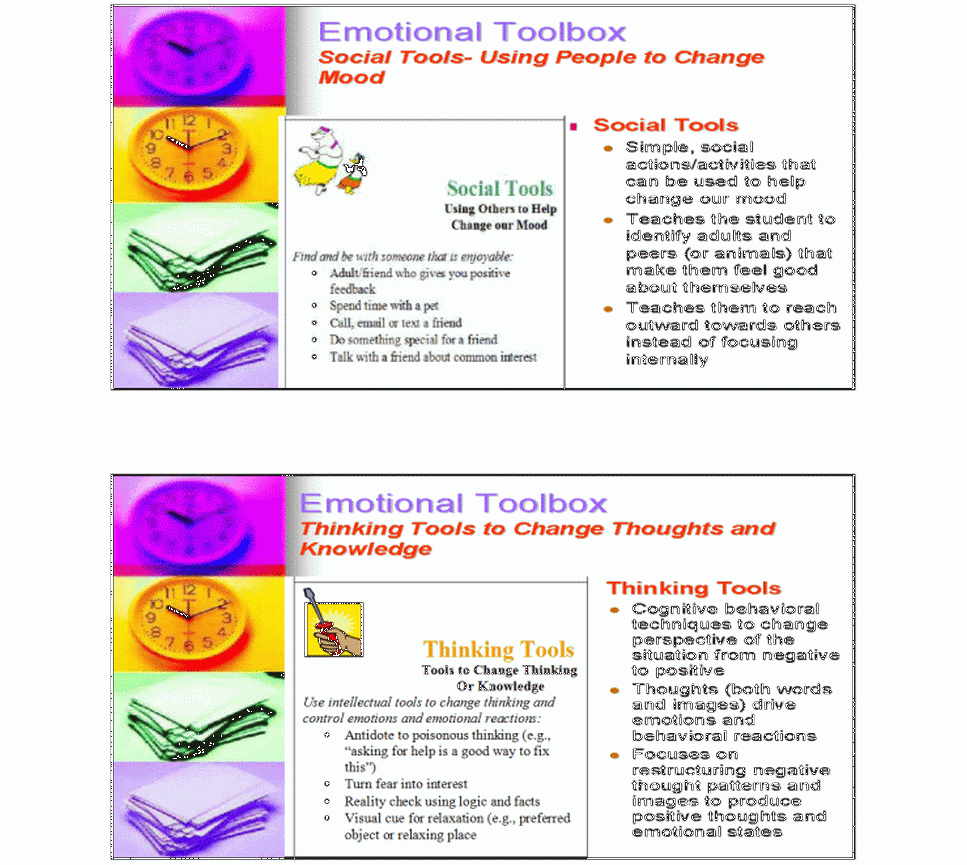 Emotional Toolbox
Social Tools- Using People to Change
Mood
Social Tools
Using Others to Help
Change our Mood
Find and be with someone that is enjoyable:
Adult/friend who gives you positive
feedback
Spend time with a pet
Call, email or text a friend
Do something special for a friend
Talk with a friend about common interest
Social Tools
Simple, social
actions/activities that
can be used to help
change our mood
Teaches the student to
identify adults and
peers (or animals) that
make them feel good
about themselves
Teaches them to reach
outward towards others
instead of focusing
internally
Emotional Toolbox
Thinking Tools to Change Thoughts and
Knowledge
Thinking Tools
Tools to Change Thinking
Or Knowledge
Use intellectual tools to change thinking and
control emotions and emotional reactions:
Antidote to poisonous thinking (e.g.,
“asking for help is a good way to fix
this”)
Turn fear into interest
Reality check using logic and facts
Visual cue for relaxation (e.g., preferred
object or relaxing place
Thinking Tools
Cognitive behavioral
techniques to change
perspective of the
situation from negative
to positive
Thoughts (both words
and images) drive
emotions and
behavioral reactions
Focuses on
restructuring negative
thought patterns and
images to produce
positive thoughts and
emotional states